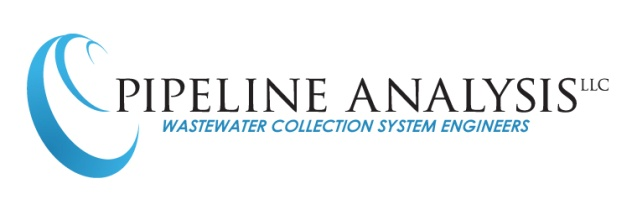 PIPELINE ANALYSIS LLC
WASTEWATER COLLECTION SYSTEM ENGINEERS